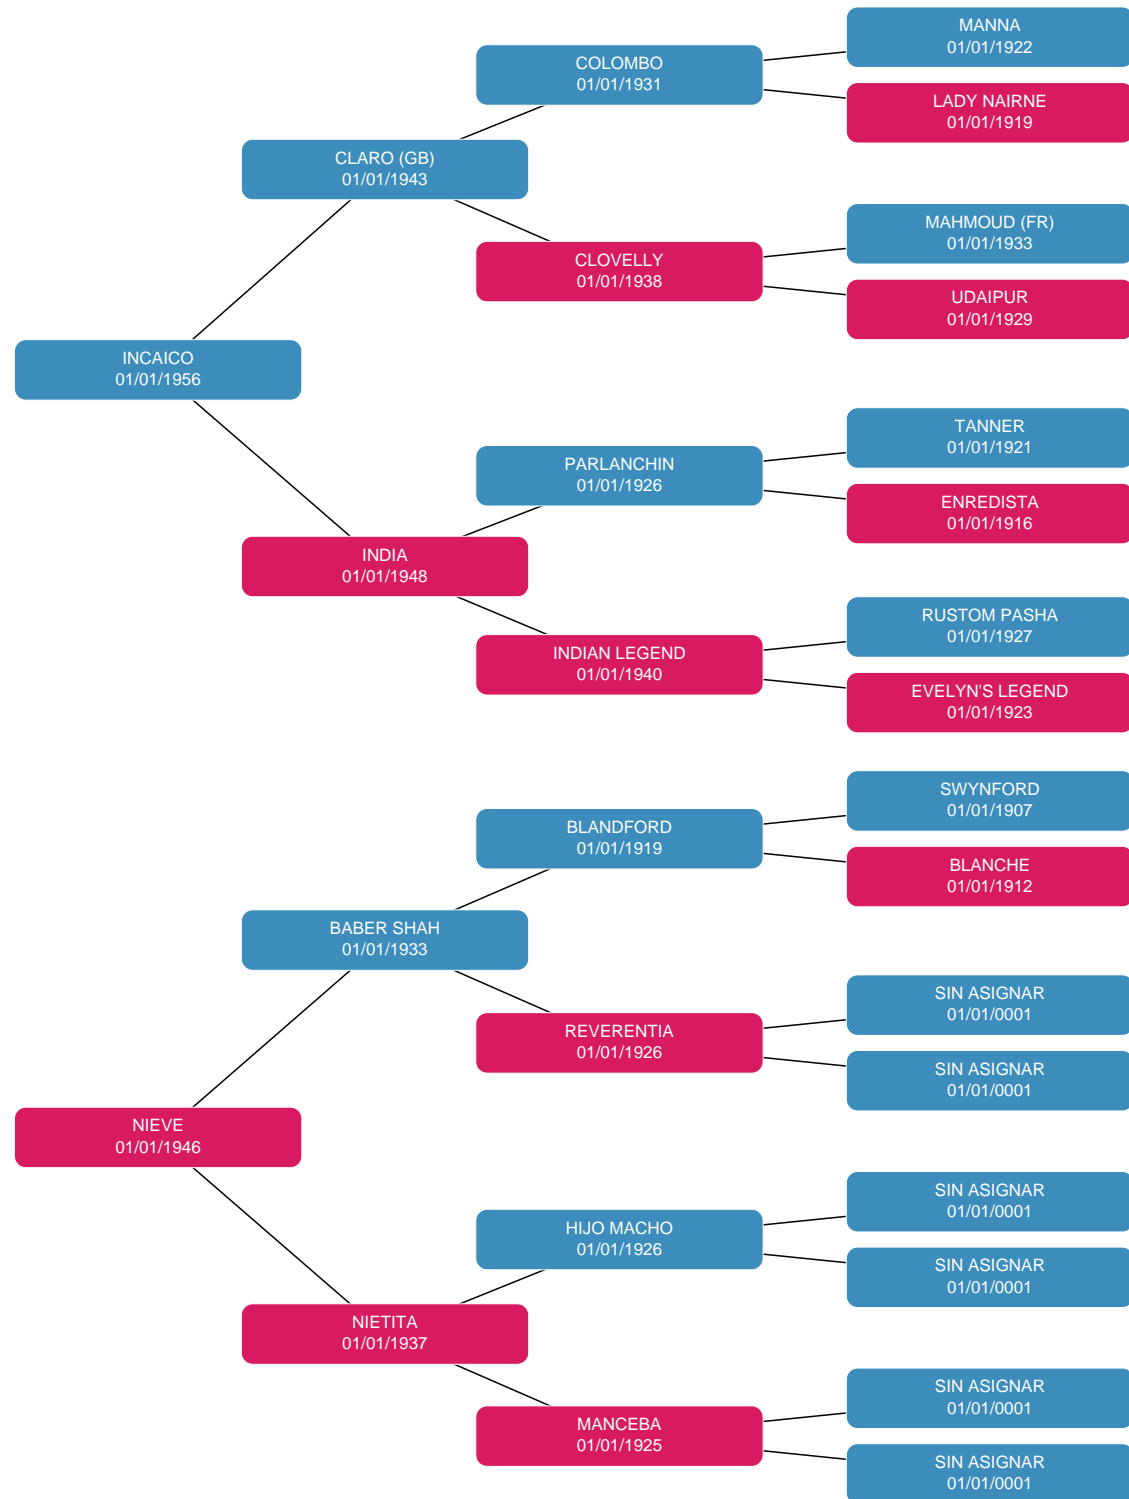 MANNA
01/01/1922
COLOMBO
01/01/1931
LADY NAIRNE
01/01/1919
CLARO (GB)
01/01/1943
MAHMOUD (FR)
01/01/1933
CLOVELLY
01/01/1938
UDAIPUR
01/01/1929
INCAICO
01/01/1956
TANNER
01/01/1921
PARLANCHIN
01/01/1926
ENREDISTA
01/01/1916
INDIA
01/01/1948
RUSTOM PASHA
01/01/1927
INDIAN LEGEND
01/01/1940
EVELYN'S LEGEND
01/01/1923
SWYNFORD
01/01/1907
BLANDFORD
01/01/1919
BLANCHE
01/01/1912
BABER SHAH
01/01/1933
SIN ASIGNAR
01/01/0001
REVERENTIA
01/01/1926
SIN ASIGNAR
01/01/0001
NIEVE
01/01/1946
SIN ASIGNAR
01/01/0001
HIJO MACHO
01/01/1926
SIN ASIGNAR
01/01/0001
NIETITA
01/01/1937
SIN ASIGNAR
01/01/0001
MANCEBA
01/01/1925
SIN ASIGNAR
01/01/0001